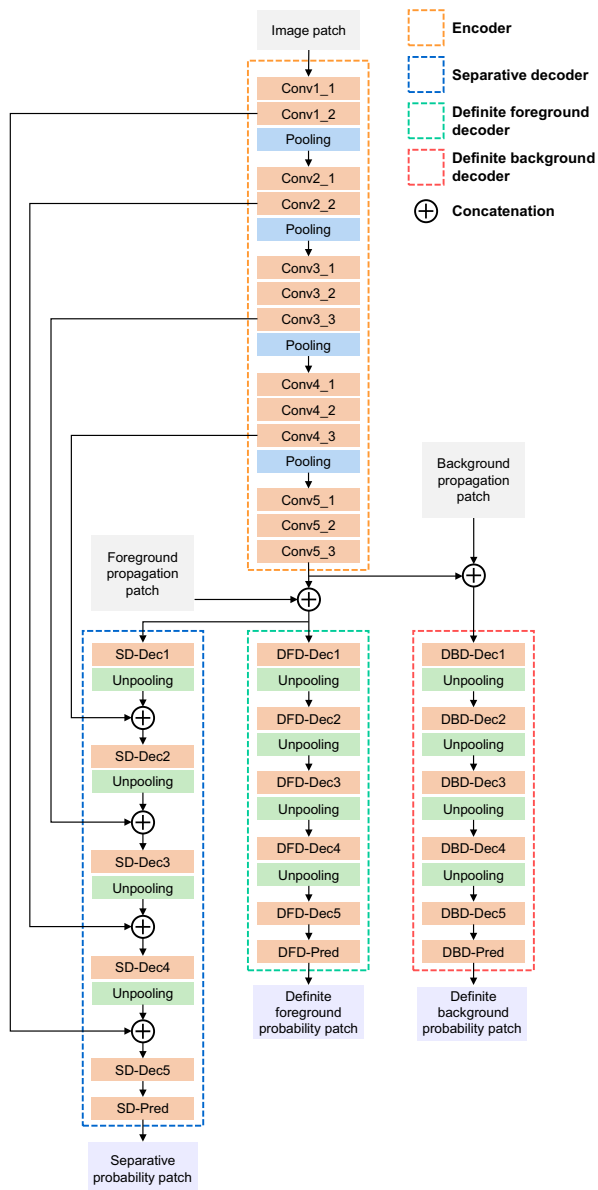 Image patch
Encoder
Separative decoder
Definite foreground
decoder
Definite background
decoder
Concatenation
Conv1_1
Conv1_2
Pooling
Conv2_1
Conv2_2
Pooling
Conv3_1
Conv3_2
Conv3_3
Pooling
Conv4_1
Conv4_2
Conv4_3
Pooling
Conv5_1
Conv5_2
Conv5_3
Background
propagation
patch
Foreground
propagation
patch
SD-Dec1
Unpooling
SD-Dec2
Unpooling
SD-Dec3
Unpooling
SD-Dec4
Unpooling
SD-Dec5
SD-Pred
Separative
probability patch
DFD-Dec1
Unpooling
DFD-Dec2
Unpooling
DFD-Dec3
Unpooling
DFD-Dec4
Unpooling
DFD-Dec5
DFD-Pred
Definite
foreground
probability patch
DBD-Dec1
Unpooling
DBD-Dec2
Unpooling
DBD-Dec3
Unpooling
DBD-Dec4
Unpooling
DBD-Dec5
DBD-Pred
Definite
background
probability patch